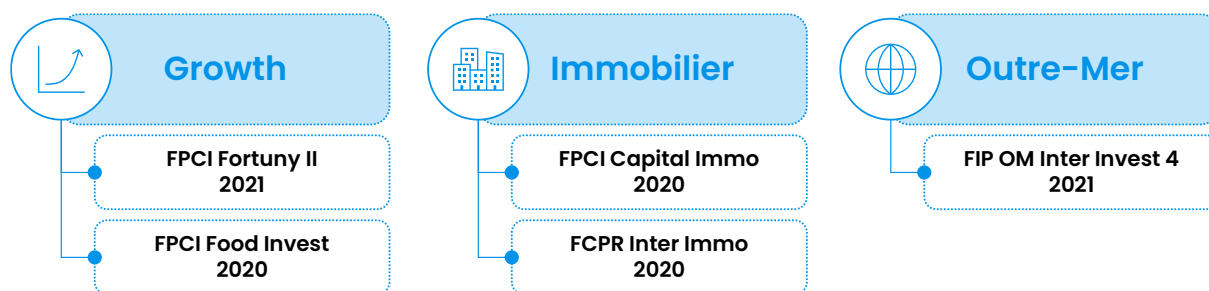 Growth
FPCI Fortuny II
2021
FPCI Food Invest
2020
Immobilier
FPCI Capital Immo
2020
FCPR Inter Immo
2020
Outre-Mer
FIP OM Inter Invest 4
2021